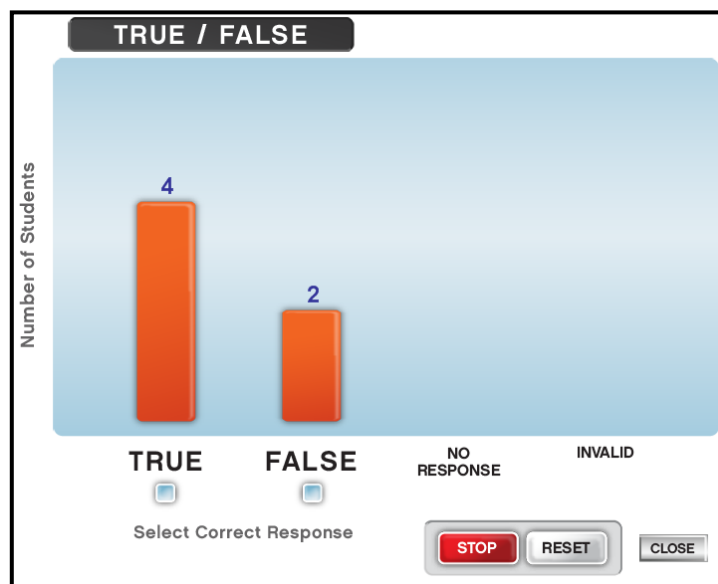 TRUE / FALSE
Number of Students
4
2
TRUE
FALSE
NO
RESPONSE
INVALID
Select Correct Response
STOP
RESET
CLOSE